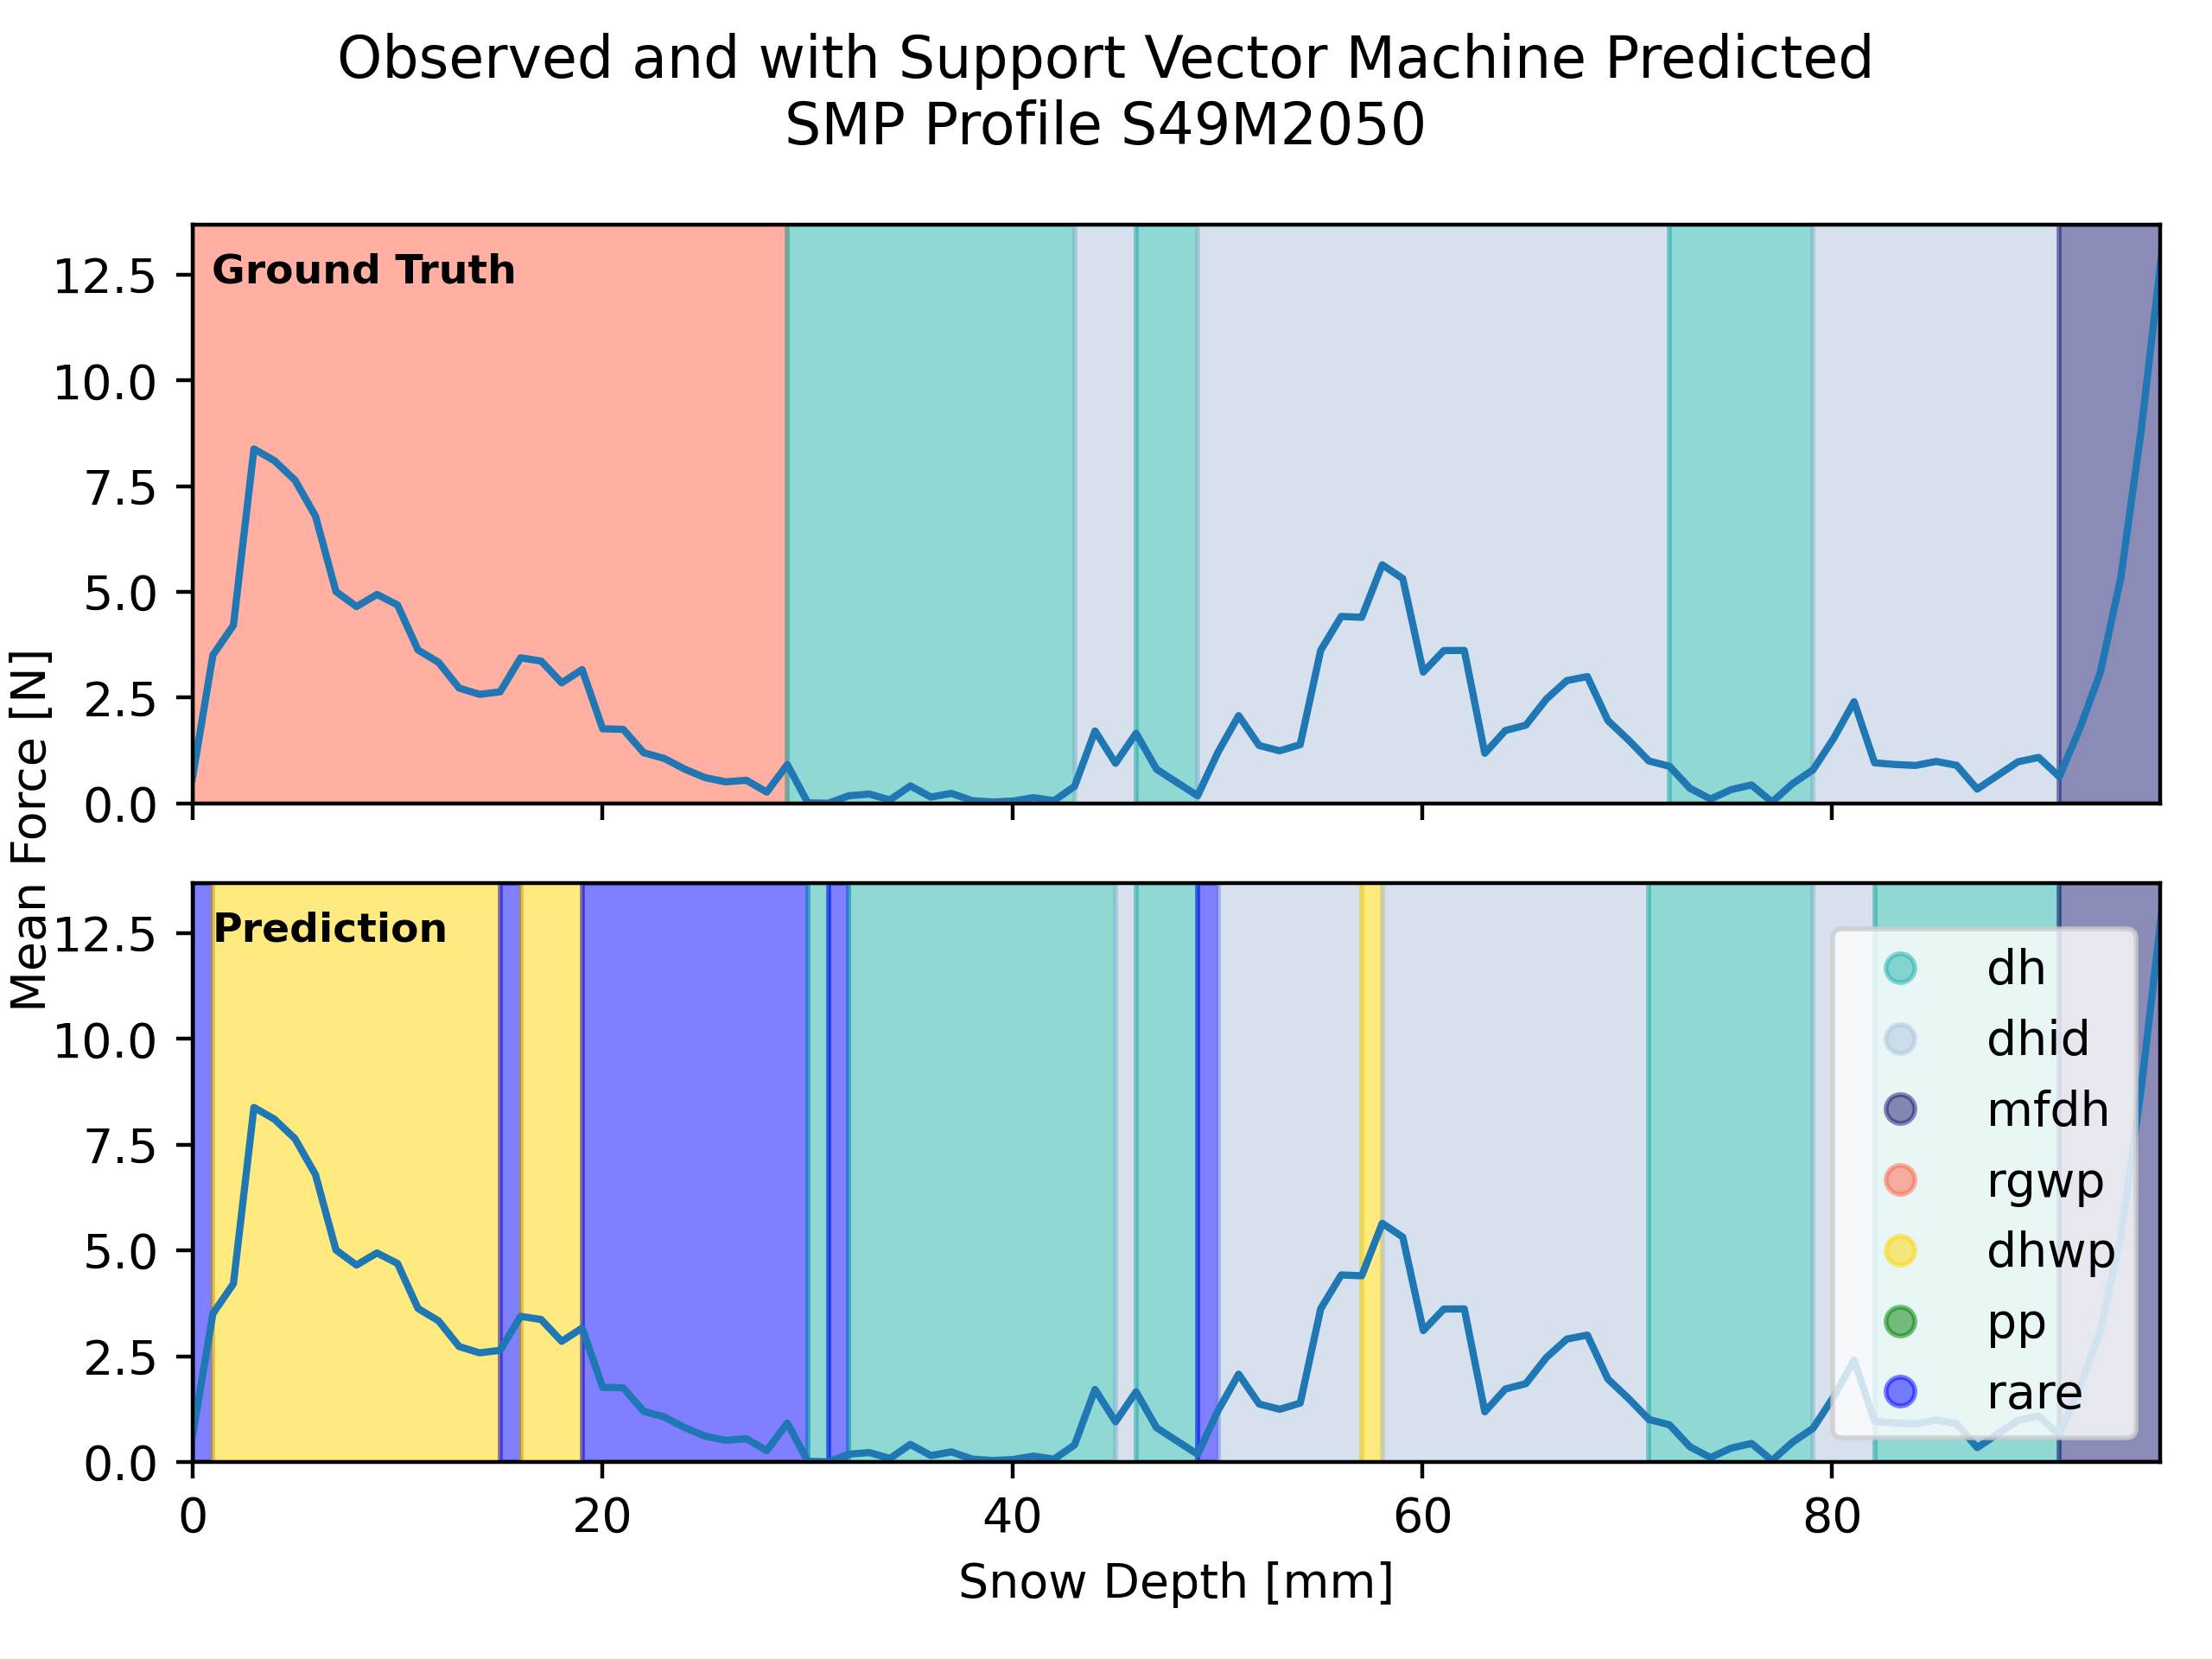 Observed and with Support Vector Machine Predicted
SMP Profile S49M2050
Mean Force [N]
Ground Truth
12.5
10.0
7.5
5.0
2.5
0.0
Prediction
12.5
10.0
7.5
5.0
2.5
0.0
dh
dhid
mfdh
rgwp
dhwp
pp
rare
0 20 40 60 80
Snow Depth [mm]